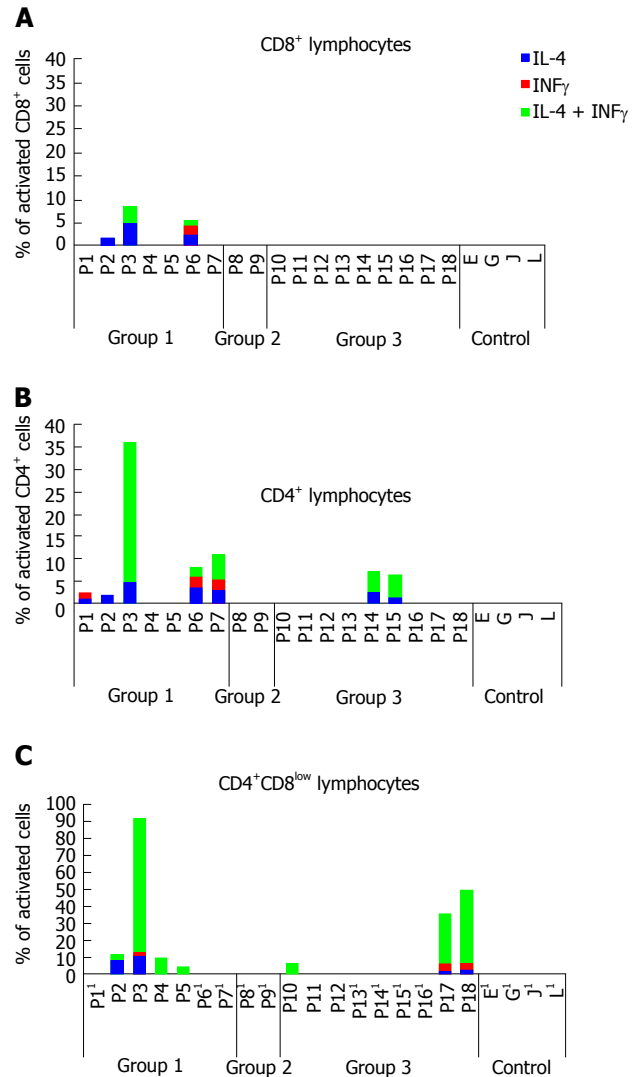 A
CD8⁺ lymphocytes
IL-4
INFγ
IL-4 + INFγ
% of activated CD8⁺ cells
40
35
30
25
20
15
10
5
0
P1 P2 P3 P4 P5 P6 P7 P8 P9 P10 P11 P12 P13 P14 P15 P16 P17 P18 E G J L
Group 1 Group 2 Group 3 Control
B
CD4⁺ lymphocytes
% of activated CD4⁺ cells
40
35
30
25
20
15
10
5
0
P1 P2 P3 P4 P5 P6 P7 P8 P9 P10 P11 P12 P13 P14 P15 P16 P17 P18 E G J L
Group 1 Group 2 Group 3 Control
C
CD4⁺CD8ˡᵒʷ lymphocytes
% of activated cells
100
90
80
70
60
50
40
30
20
10
0
P1¹ P2 P3 P4 P5 P6¹ P7¹ P8¹ P9¹ P10 P11 P12 P13¹ P14¹ P15¹ P16¹ P17 P18 E¹ G¹ J¹ L¹
Group 1 Group 2 Group 3 Control